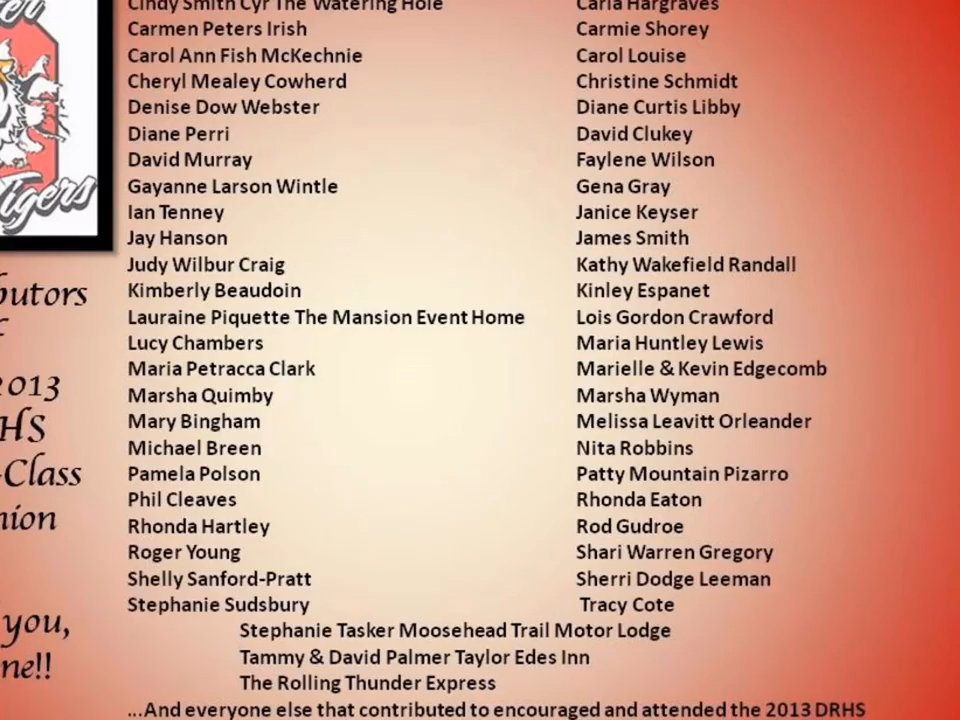 Tigers
butors
2013
HS
-Class
nion
you,
ne!!
Cindy Smith Cyr The Watering Hole
Carmen Peters Irish
Carol Ann Fish McKechnie
Cheryl Mealey Cowherd
Denise Dow Webster
Diane Perri
David Murray
Gayanne Larson Wintle
Ian Tenney
Jay Hanson
Judy Wilbur Craig
Kimberly Beaudoin
Lauraine Piquette The Mansion Event Home
Lucy Chambers
Maria Petracca Clark
Marsha Quimby
Mary Bingham
Michael Breen
Pamela Polson
Phil Cleaves
Rhonda Hartley
Roger Young
Shelly Sanford-Pratt
Stephanie Sudsbury
Carla Hargraves
Carmie Shorey
Carol Louise
Christine Schmidt
Diane Curtis Libby
David Clukey
Faylene Wilson
Gena Gray
Janice Keyser
James Smith
Kathy Wakefield Randall
Kinley Espanet
Lois Gordon Crawford
Maria Huntley Lewis
Marielle & Kevin Edgecomb
Marsha Wyman
Melissa Leavitt Orleander
Nita Robbins
Patty Mountain Pizarro
Rhonda Eaton
Rod Gudroe
Shari Warren Gregory
Sherri Dodge Leeman
Tracy Cote
Stephanie Tasker Moosehead Trail Motor Lodge
Tammy & David Palmer Taylor Edes Inn
The Rolling Thunder Express
...And everyone else that contributed to encouraged and attended the 2013 DRHS